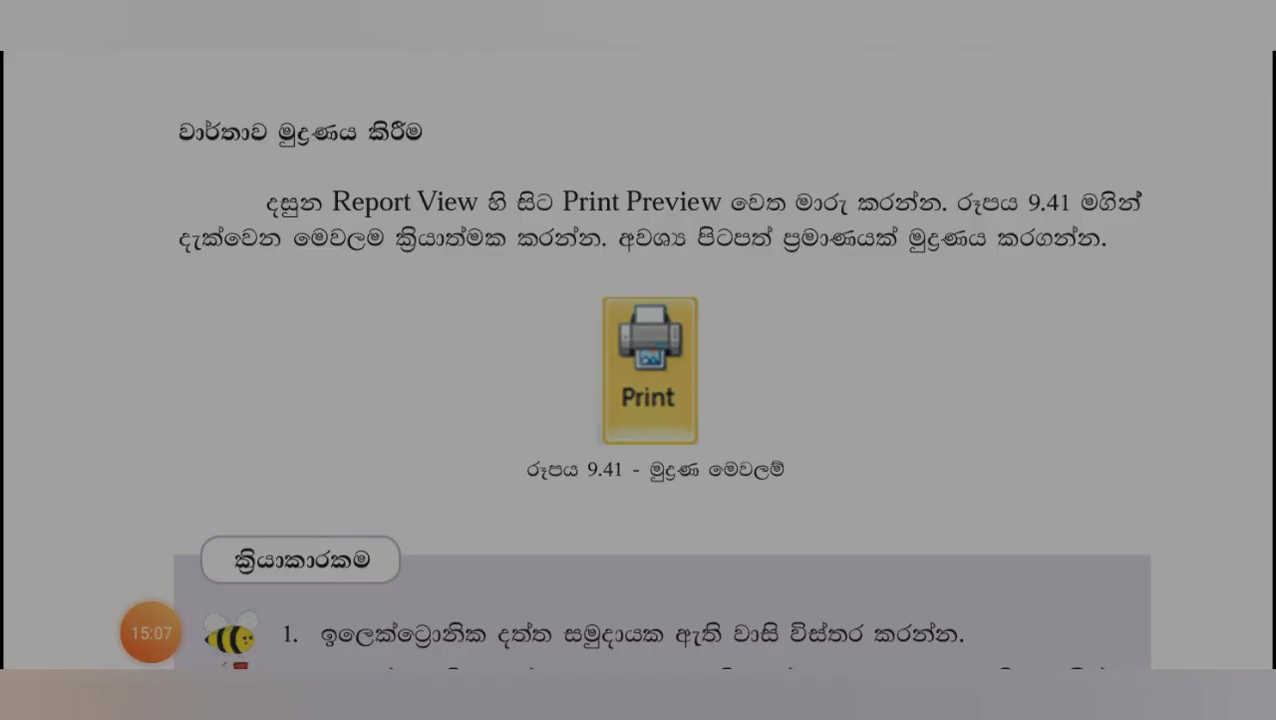 වාර්තාව මුද්‍රණය කිරීම
දසුන Report View හි සිට Print Preview වෙත මාරු කරන්න. රූපය 9.41 මගින්
දැක්වෙන මෙවලම ක්‍රියාත්මක කරන්න. අවශ්‍ය පිටපත් ප්‍රමාණයක් මුද්‍රණය කරගන්න.
Print
රූපය 9.41 - මුද්‍රණ මෙවලම්
ක්‍රියාකාරකම
15:07
1. ඉලෙක්ට්‍රොනික දත්ත සමුදායක ඇති වාසි විස්තර කරන්න.